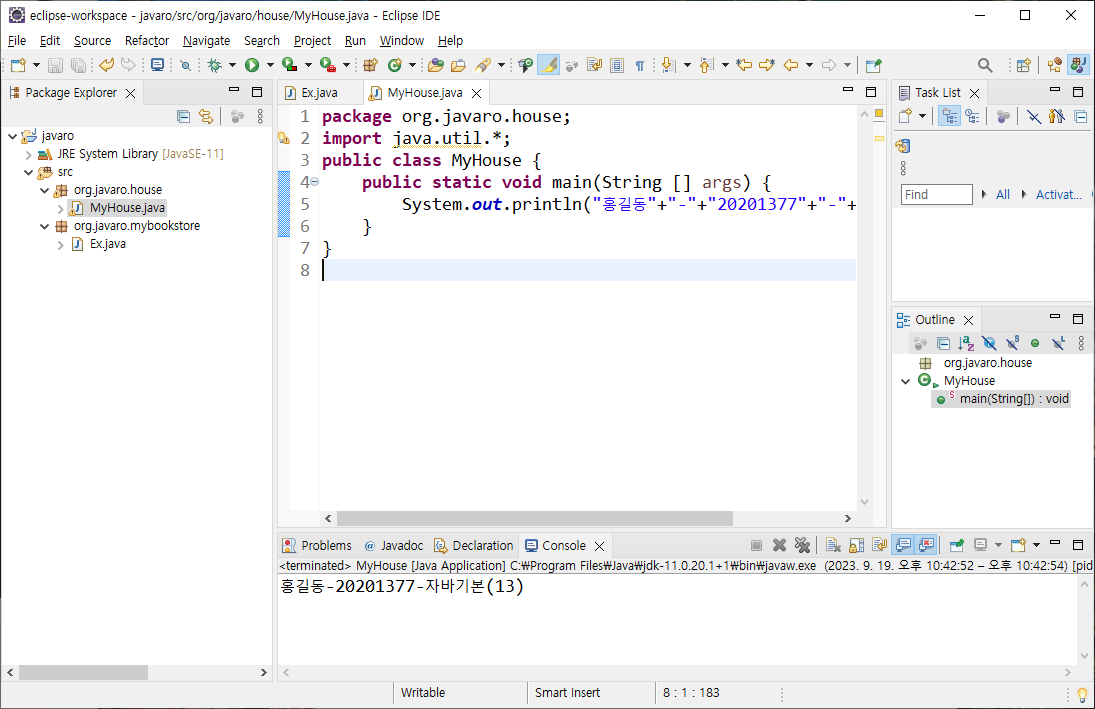 eclipse-workspace - javaro/src/org/javaro/house/MyHouse.java - Eclipse IDE
File Edit Source Refactor Navigate Search Project Run Window Help
Package Explorer
javaro
JRE System Library [JavaSE-11]
src
org.javaro.house
MyHouse.java
org.javaro.mybookstore
Ex.java
Ex.java MyHouse.java
1 package org.javaro.house;
2 import java.util.*;
3 public class MyHouse {
4 public static void main(String [] args) {
5 System.out.println("홍길동"+"-"+"20201377"+"-"+
6 }
7 }
8
Task List
Find All Activat...
Outline
org.javaro.house
MyHouse
main(String[]) : void
Problems Javadoc Declaration Console
<terminated> MyHouse [Java Application] C:₩Program Files₩Java₩jdk-11.0.20.1+1₩bin₩javaw.exe (2023. 9. 19. 오후 10:42:52 – 오후 10:42:54) [pid
홍길동-20201377-자바기본(13)
Writable Smart Insert 8 : 1 : 183